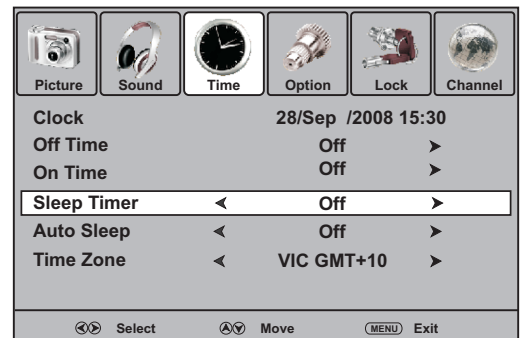 Picture Sound Time Option Lock Channel
Clock 28/Sep /2008 15:30
Off Time Off
On Time Off
Sleep Timer Off
Auto Sleep Off
Time Zone VIC GMT+10
Select Move MENU Exit